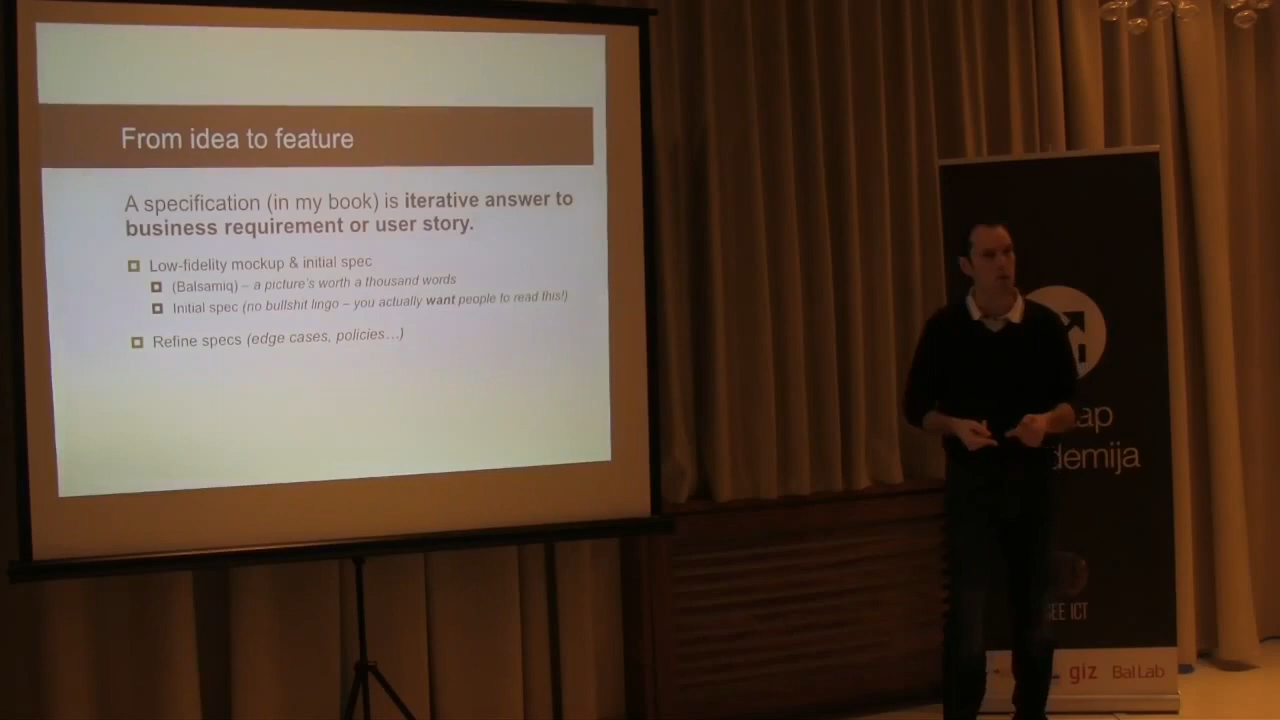 From idea to feature
A specification (in my book) is iterative answer to
business requirement or user story.
Low-fidelity mockup & initial spec
(Balsamiq) – a picture's worth a thousand words
Initial spec (no bullshit lingo – you actually want people to read this!)
Refine specs (edge cases, policies…)
ap
demija
EE ICT
giz BalLab